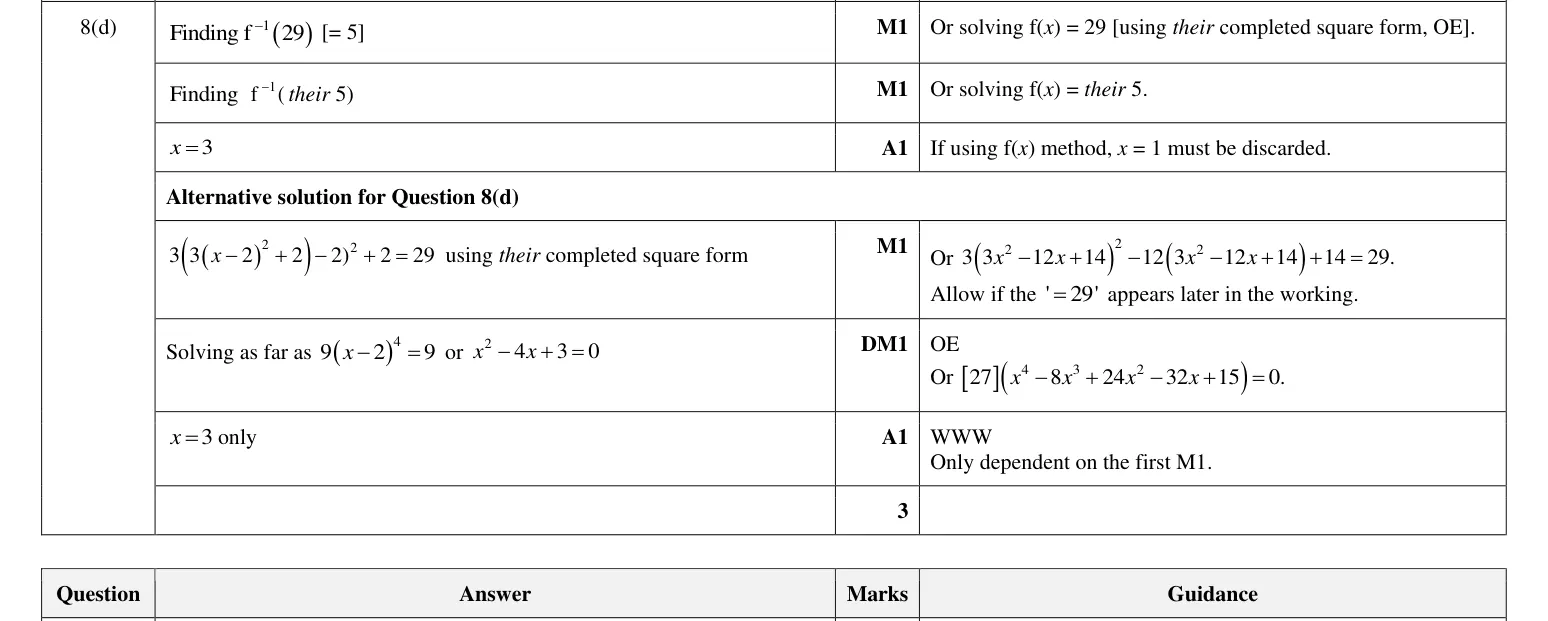 8(d) Finding f⁻¹(29) [= 5] M1 Or solving f(x) = 29 [using their completed square form, OE].
Finding f⁻¹( their 5) M1 Or solving f(x) = their 5.
x = 3 A1 If using f(x) method, x = 1 must be discarded.
Alternative solution for Question 8(d)
3(3(x − 2)² + 2) − 2)² + 2 = 29 using their completed square form M1 Or 3(3x² − 12x + 14)² − 12(3x² − 12x + 14) + 14 = 29.
Allow if the '= 29' appears later in the working.
Solving as far as 9(x − 2)⁴ = 9 or x² − 4x + 3 = 0 DM1 OE
Or [27](x⁴ − 8x³ + 24x² − 32x + 15) = 0.
x = 3 only A1 WWW
Only dependent on the first M1.
3
Question Answer Marks Guidance